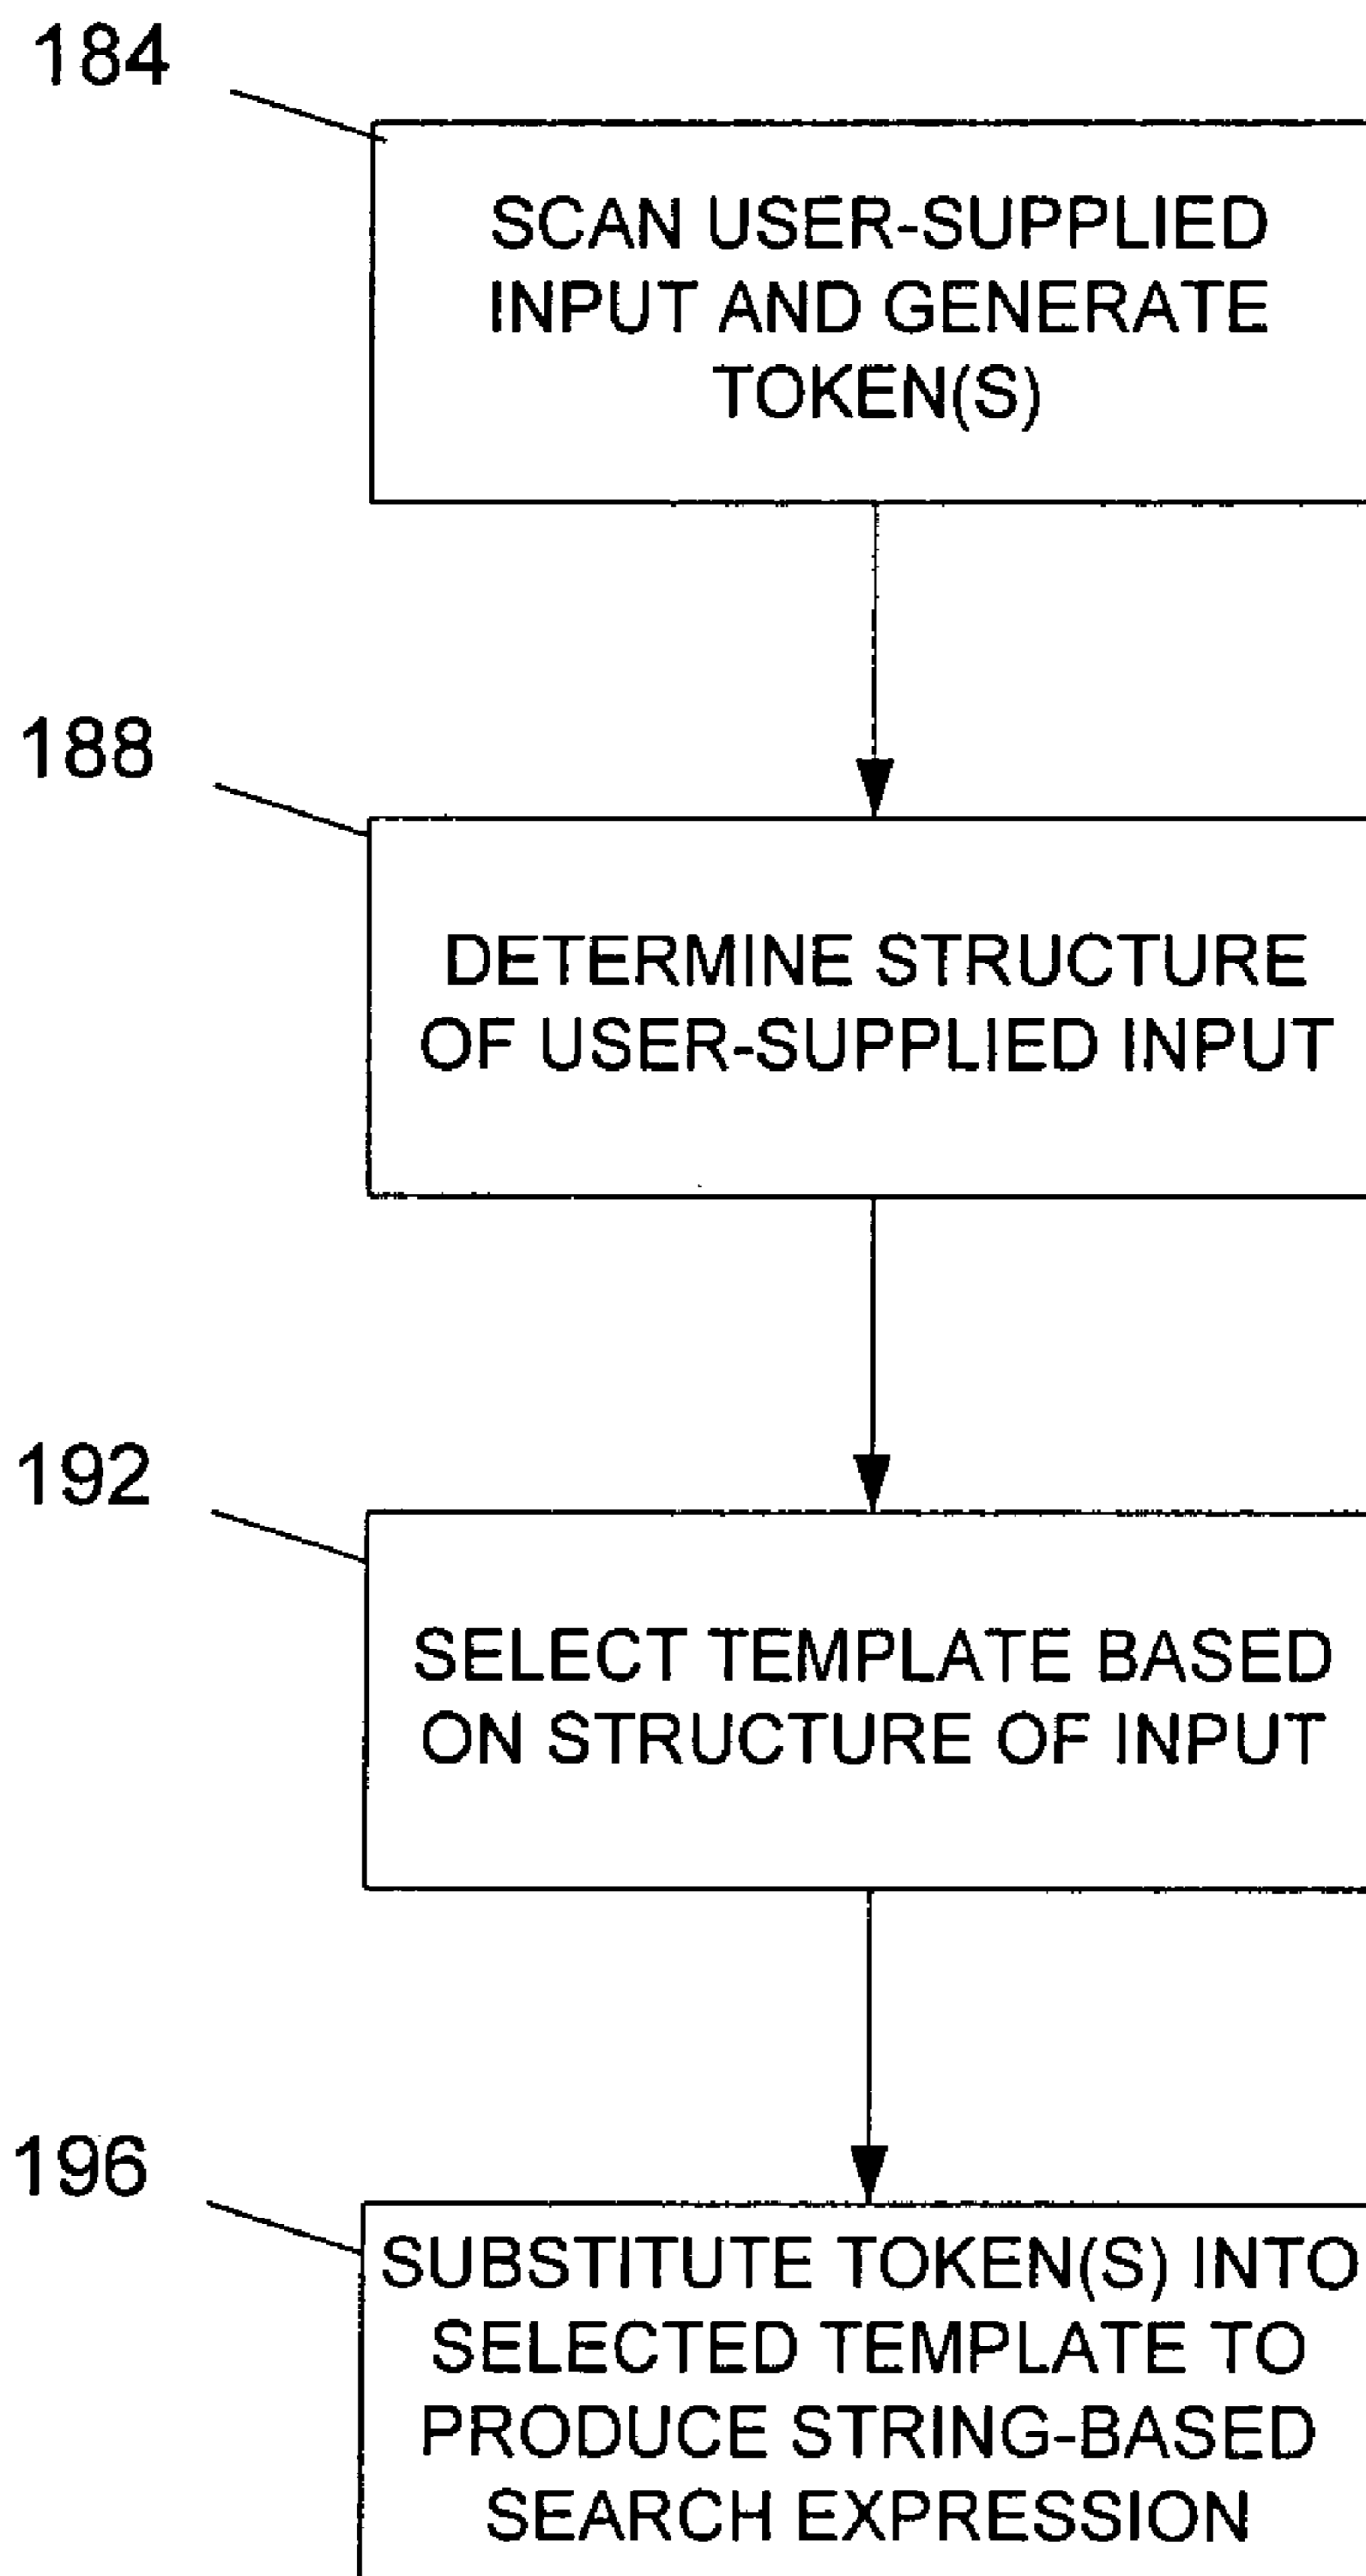 184
SCAN USER-SUPPLIED
INPUT AND GENERATE
TOKEN(S)
188
DETERMINE STRUCTURE
OF USER-SUPPLIED INPUT
192
SELECT TEMPLATE BASED
ON STRUCTURE OF INPUT
196
SUBSTITUTE TOKEN(S) INTO
SELECTED TEMPLATE TO
PRODUCE STRING-BASED
SEARCH EXPRESSION